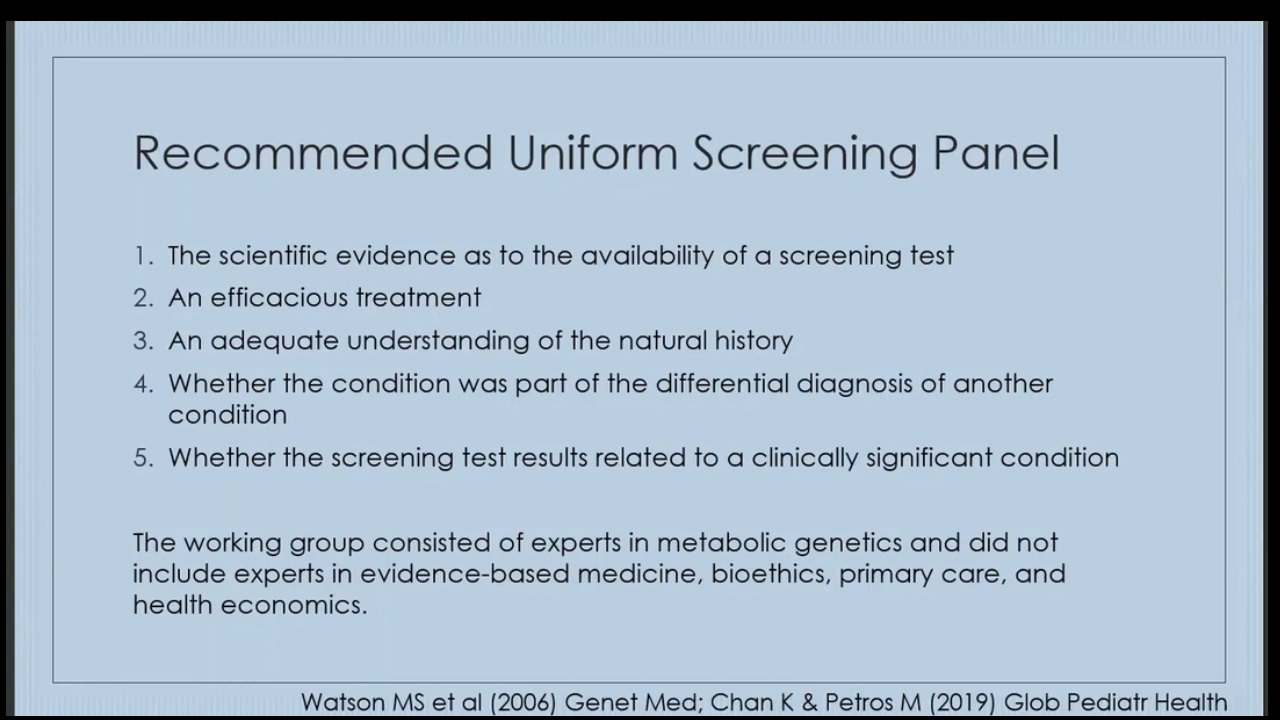 Recommended Uniform Screening Panel
1. The scientific evidence as to the availability of a screening test
2. An efficacious treatment
3. An adequate understanding of the natural history
4. Whether the condition was part of the differential diagnosis of another
condition
5. Whether the screening test results related to a clinically significant condition
The working group consisted of experts in metabolic genetics and did not
include experts in evidence-based medicine, bioethics, primary care, and
health economics.
Watson MS et al (2006) Genet Med; Chan K & Petros M (2019) Glob Pediatr Health